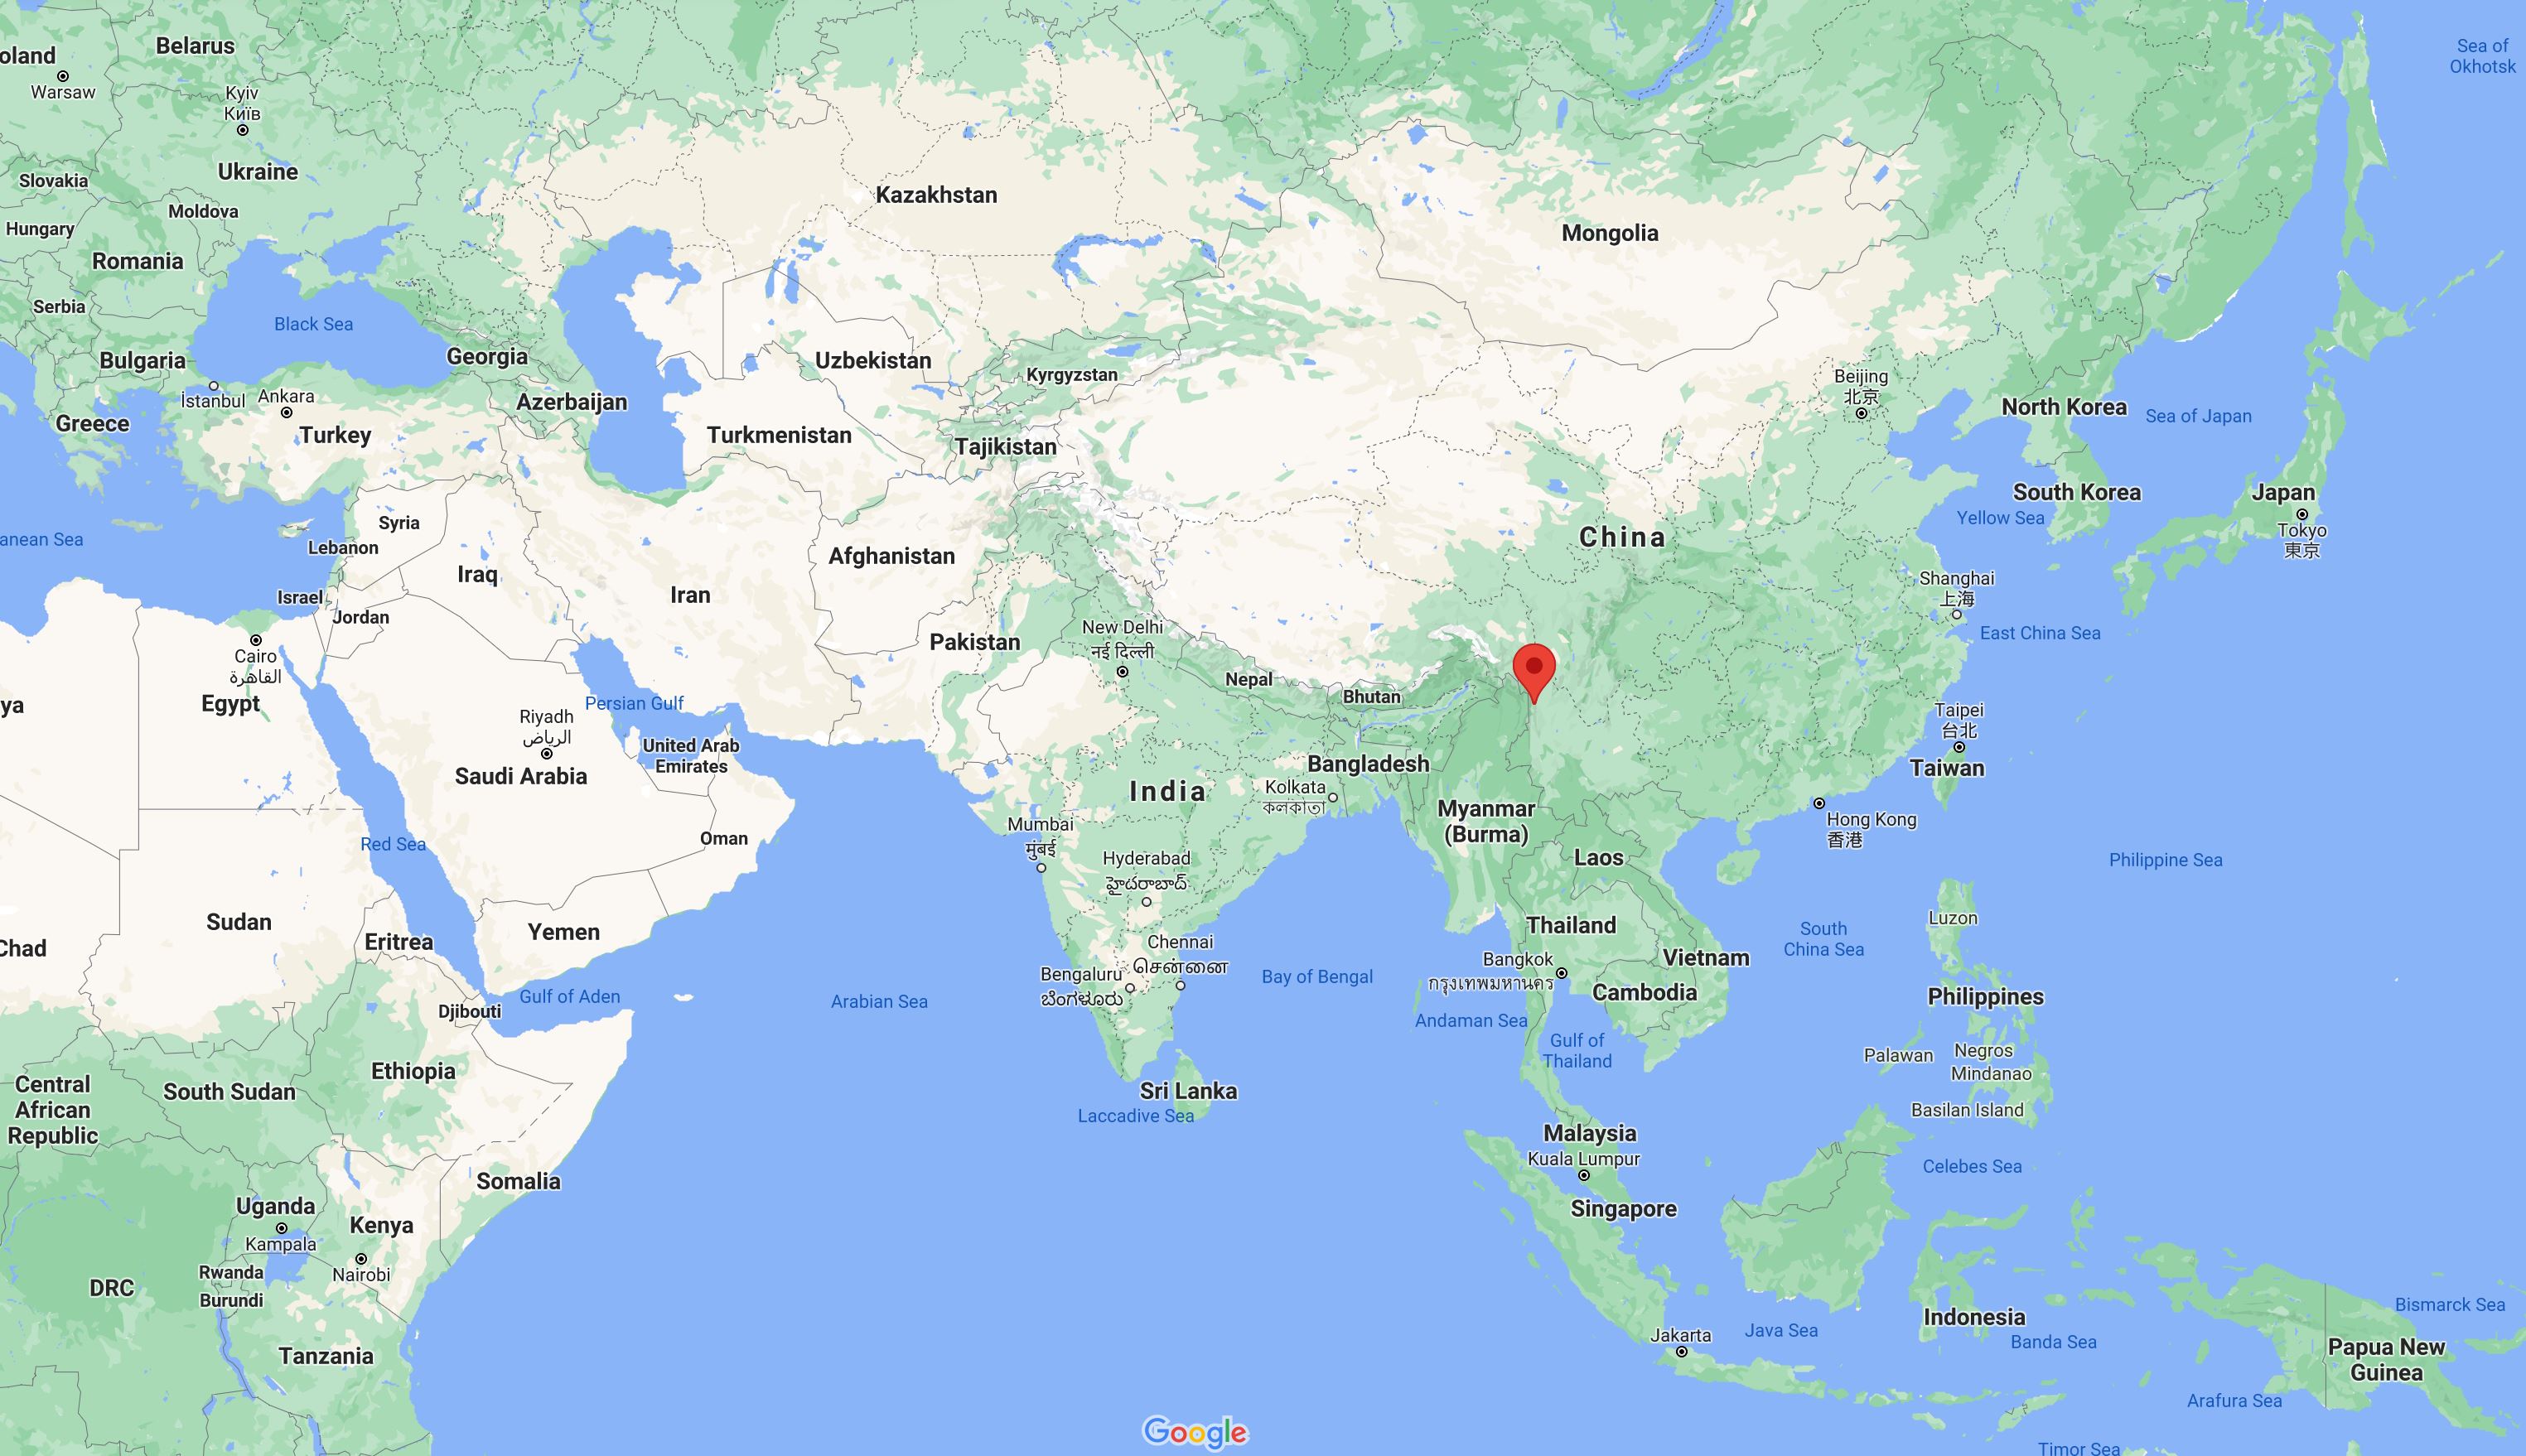 Sea of
Okhotsk
Belarus
oland
Warsaw
Kyiv
Київ
Ukraine
Slovakia
Moldova
Hungary
Romania
Kazakhstan
Mongolia
Serbia
Black Sea
Bulgaria
Georgia
Uzbekistan
Kyrgyzstan
Beijing
北京
İstanbul
Ankara
Azerbaijan
North Korea
Sea of Japan
Greece
Turkey
Turkmenistan
Tajikistan
South Korea
Japan
Yellow Sea
Tokyo
東京
Syria
anean Sea
Lebanon
Afghanistan
China
Iraq
Iran
Shanghai
上海
Israel
Jordan
Pakistan
New Delhi
नई दिल्ली
East China Sea
Cairo
القاهرة
Nepal
Bhutan
ya
Egypt
Persian Gulf
Riyadh
الرياض
Taipei
台北
United Arab
Emirates
Saudi Arabia
Bangladesh
Taiwan
India
Kolkata
কলকাতা
Myanmar
(Burma)
Mumbai
मुंबई
Hong Kong
香港
Red Sea
Oman
Hyderabad
హైదరాబాద్
Laos
Philippine Sea
Sudan
Yemen
Thailand
Luzon
Chad
Eritrea
Chennai
சென்னை
South
China Sea
Vietnam
Bangkok
กรุงเทพมหานคร
Bengaluru
ಬೆಂಗಳೂರು
Bay of Bengal
Gulf of Aden
Arabian Sea
Cambodia
Philippines
Djibouti
Andaman Sea
Gulf of
Thailand
Palawan
Negros
Mindanao
Ethiopia
Central
African
Republic
South Sudan
Sri Lanka
Laccadive Sea
Basilan Island
Malaysia
Kuala Lumpur
Celebes Sea
Somalia
Uganda
Kampala
Kenya
Nairobi
Singapore
Rwanda
Burundi
DRC
Bismarck Sea
Indonesia
Jakarta
Java Sea
Banda Sea
Tanzania
Papua New
Guinea
Arafura Sea
Google
Timor Sea